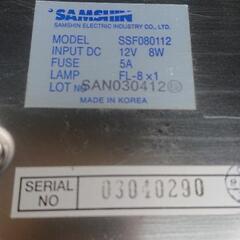 SAMSHIN
SAMSHIN ELECTRIC INDUSTRY CO., LTD.
MODEL SSF080112
INPUT DC 12V 8W
FUSE 5A
LAMP FL-8 ×1
LOT NO SAN030412
MADE IN KOREA
SERIAL NO 03040290